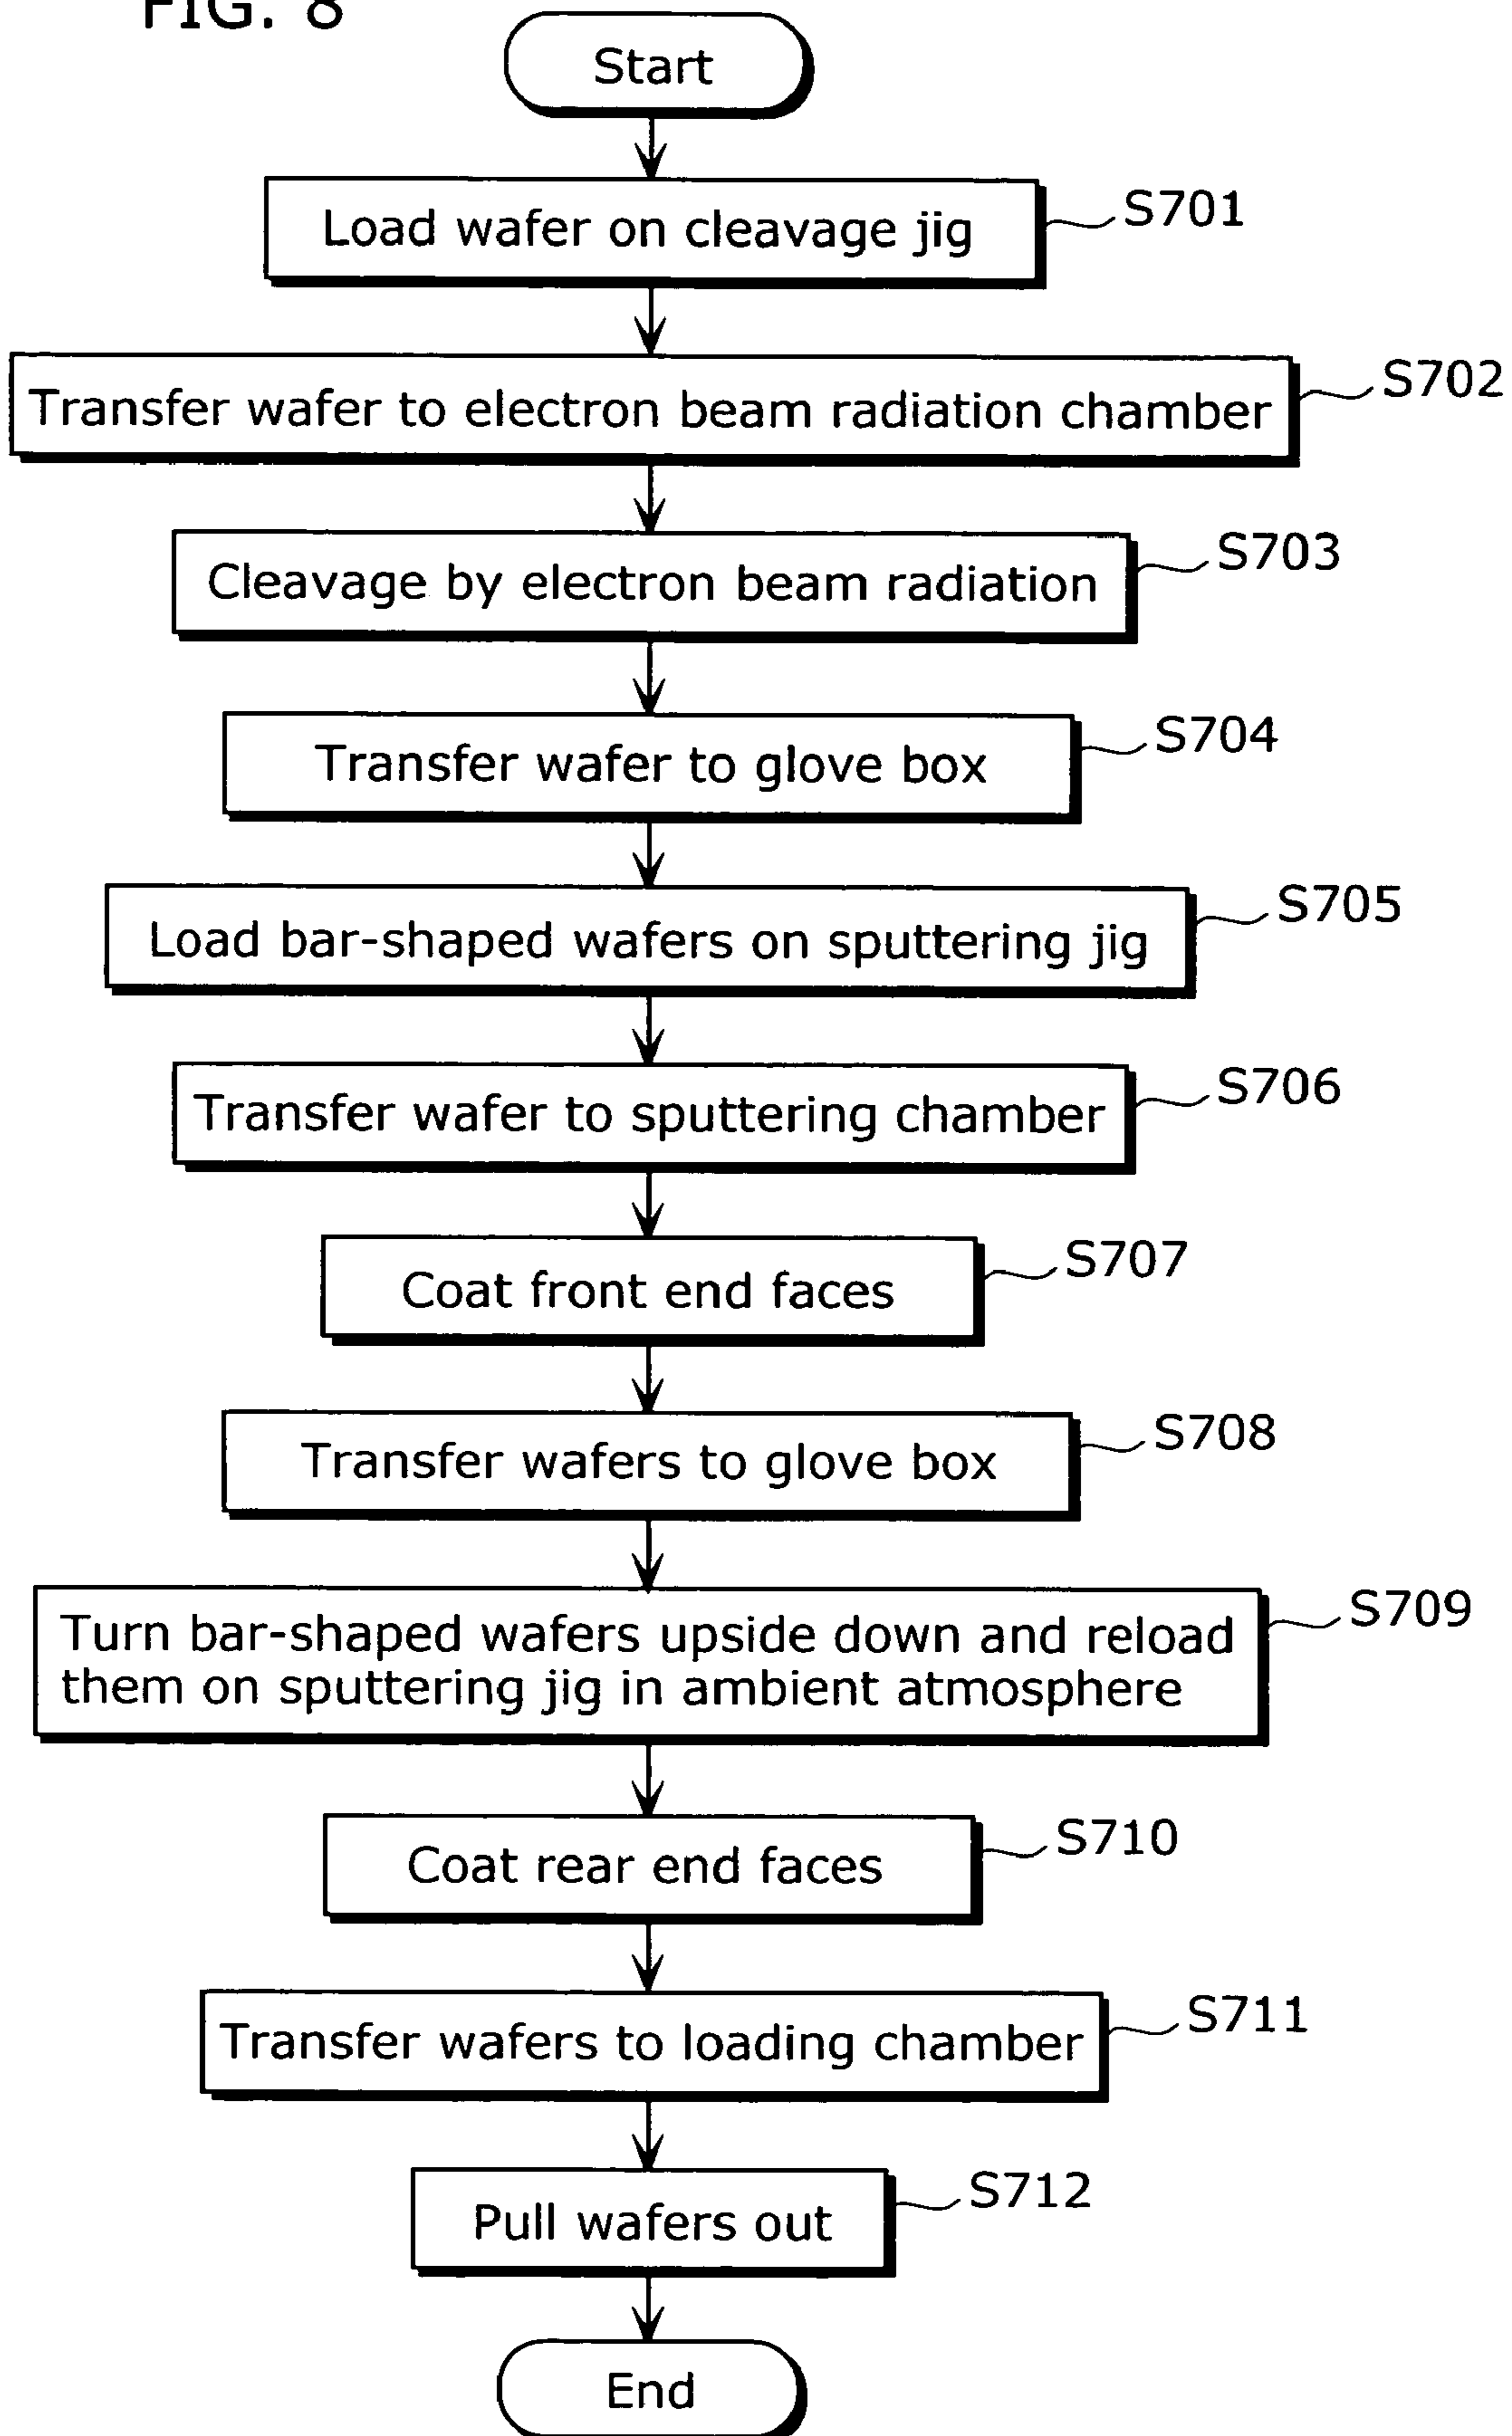 FIG. 8
Start
Load wafer on cleavage jig
S701
Transfer wafer to electron beam radiation chamber
S702
Cleavage by electron beam radiation
S703
Transfer wafer to glove box
S704
Load bar-shaped wafers on sputtering jig
S705
Transfer wafer to sputtering chamber
S706
Coat front end faces
S707
Transfer wafers to glove box
S708
Turn bar-shaped wafers upside down and reload
them on sputtering jig in ambient atmosphere
S709
Coat rear end faces
S710
Transfer wafers to loading chamber
S711
Pull wafers out
S712
End